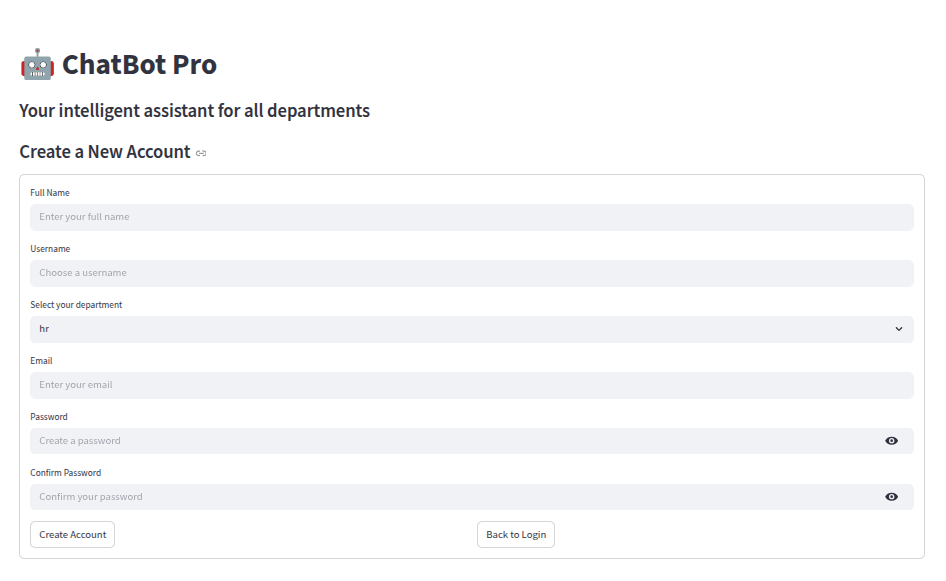 ChatBot Pro
Your intelligent assistant for all departments
Create a New Account
Full Name
Enter your full name
Username
Choose a username
Select your department
hr
Email
Enter your email
Password
Create a password
Confirm Password
Confirm your password
Create Account Back to Login